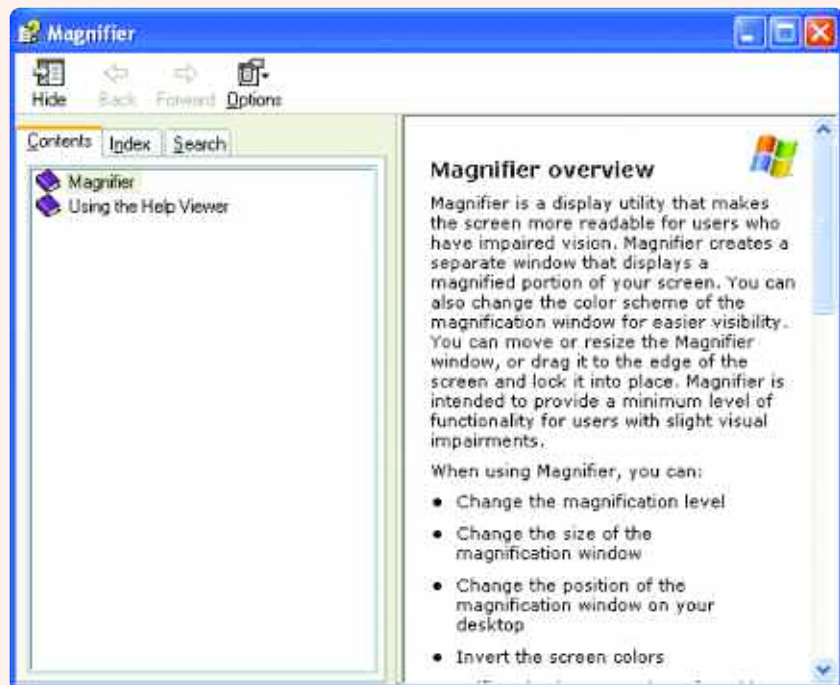 Magnifier
Hide Back Forward Options
Contents Index Search
Magnifier
Using the Help Viewer
Magnifier overview
Magnifier is a display utility that makes
the screen more readable for users who
have impaired vision. Magnifier creates a
separate window that displays a
magnified portion of your screen. You can
also change the color scheme of the
magnification window for easier visibility.
You can move or resize the Magnifier
window, or drag it to the edge of the
screen and lock it into place. Magnifier is
intended to provide a minimum level of
functionality for users with slight visual
impairments.
When using Magnifier, you can:
• Change the magnification level
• Change the size of the
magnification window
• Change the position of the
magnification window on your
desktop
• Invert the screen colors